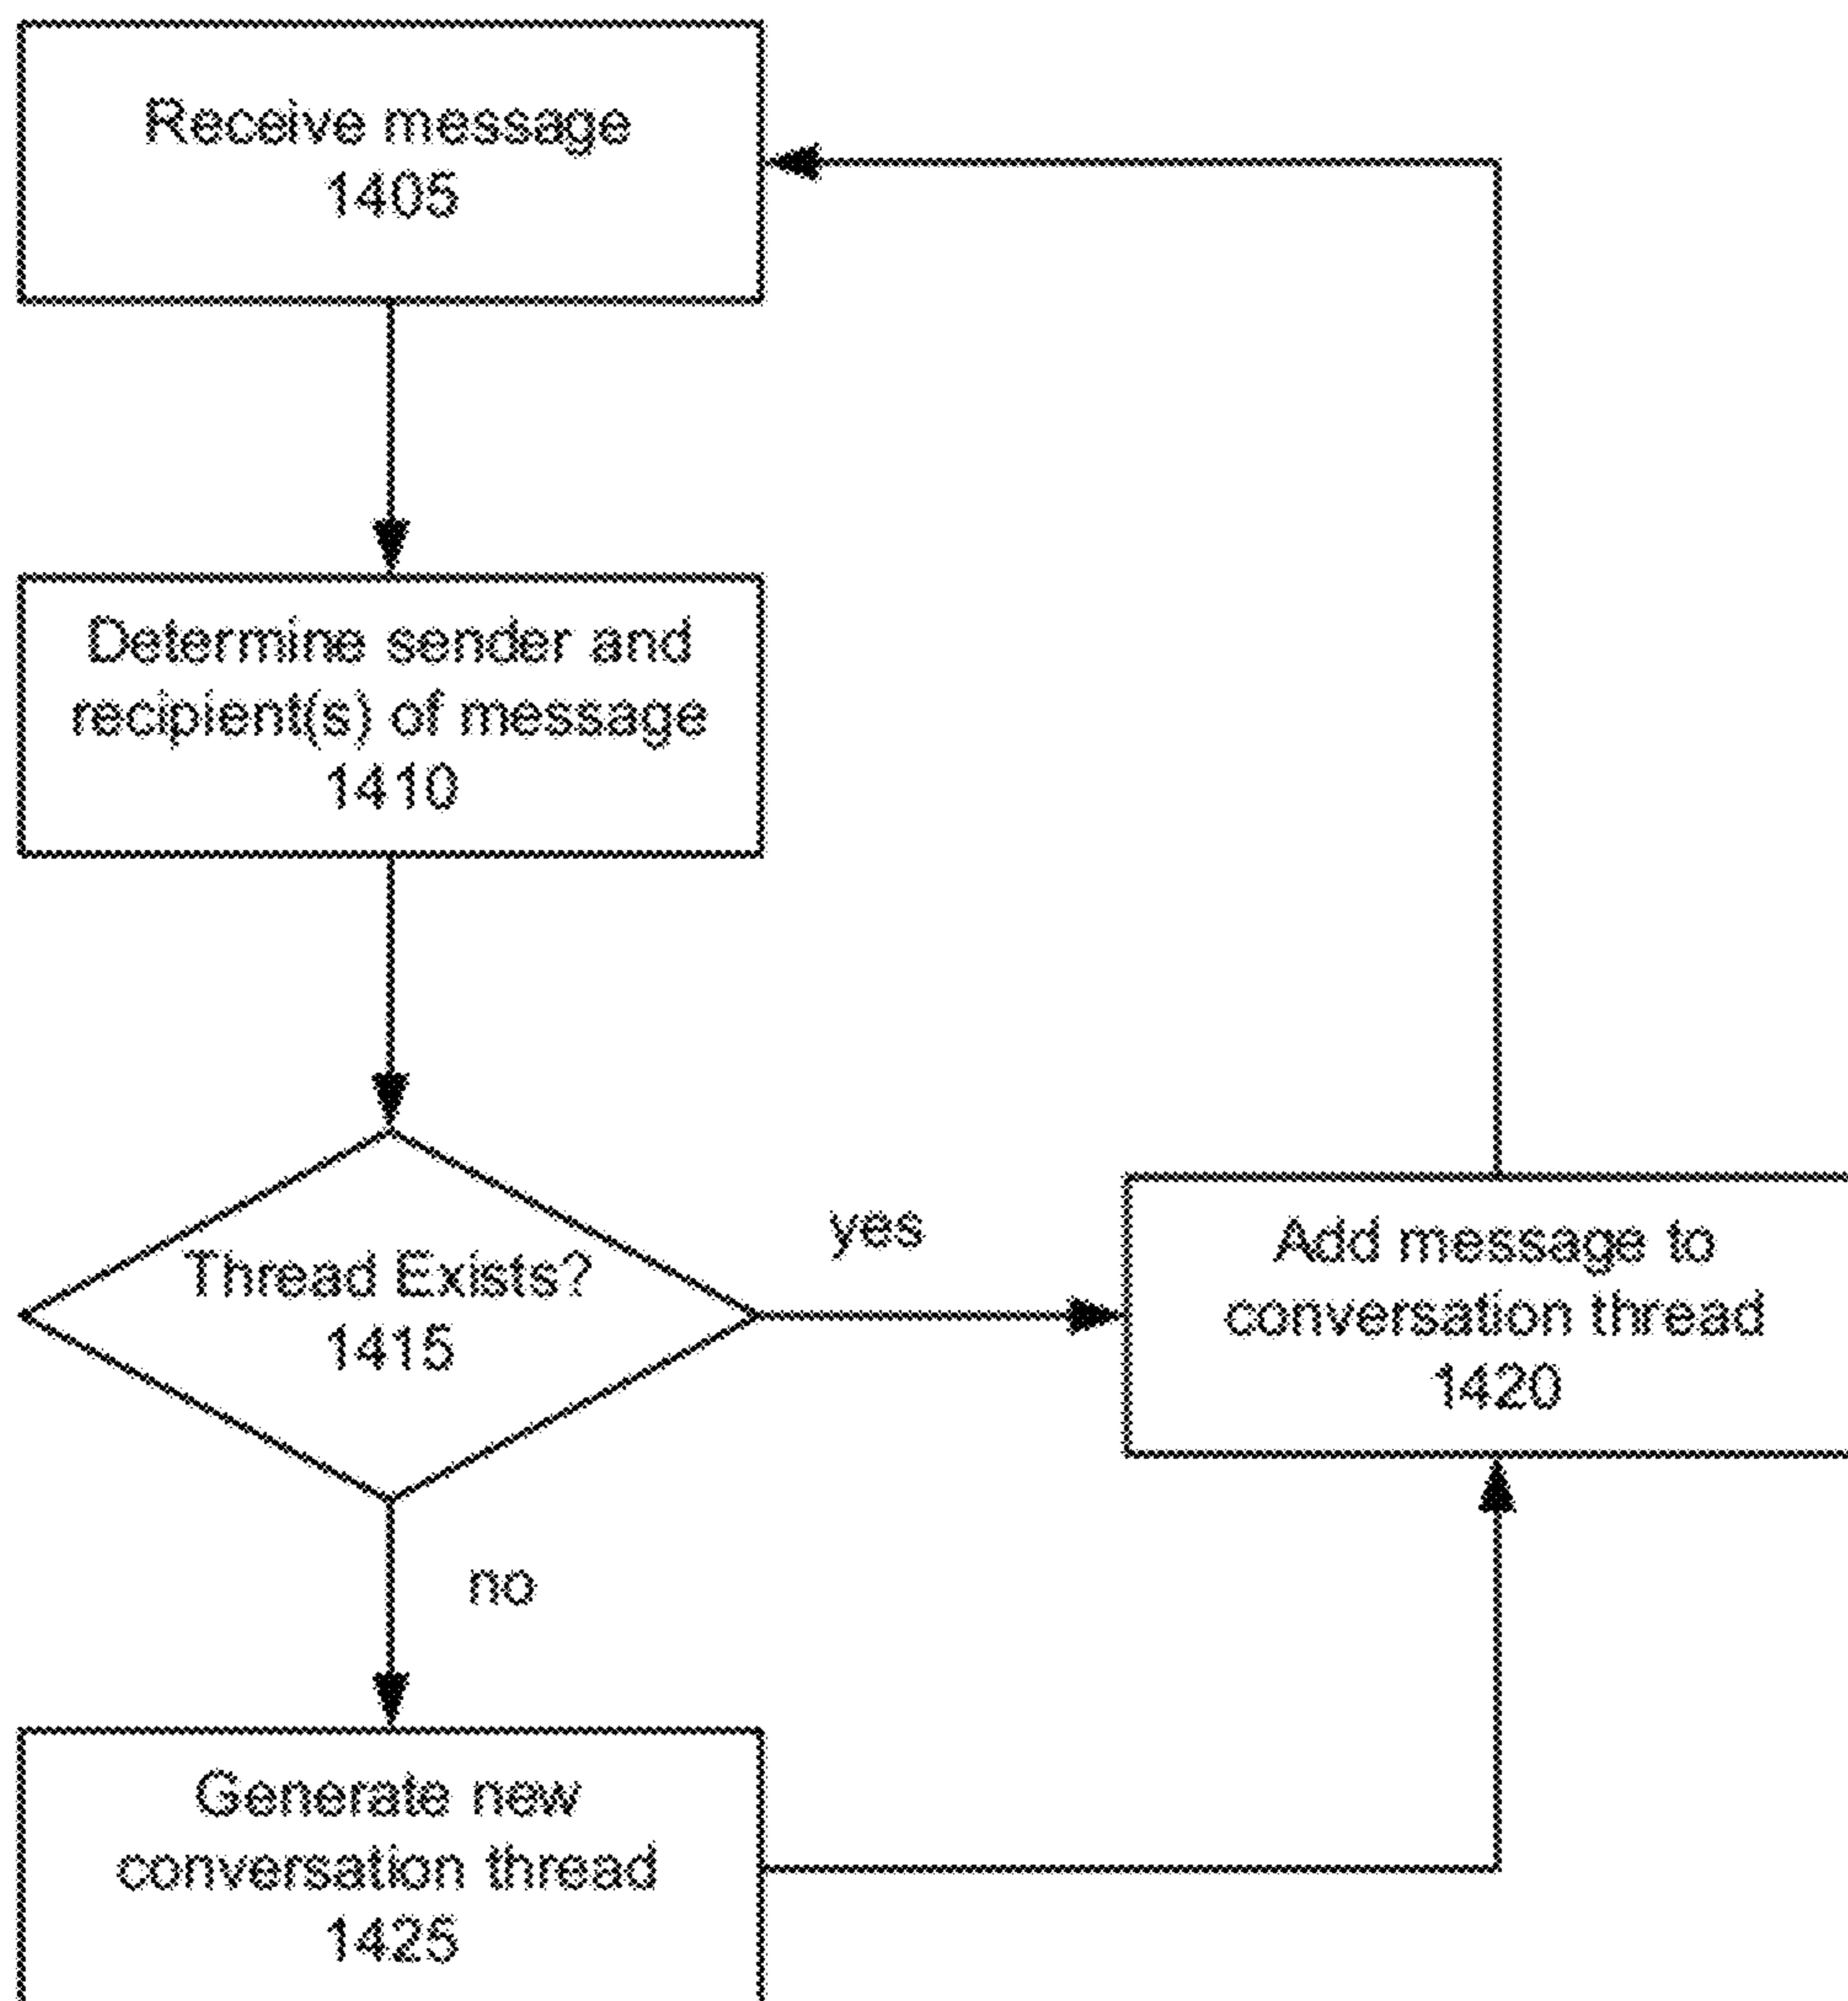 Receive message
1405
Determine sender and
recipient(s) of message
1410
Thread Exists?
1415
yes
Add message to
conversation thread
1420
no
Generate new
conversation thread
1425